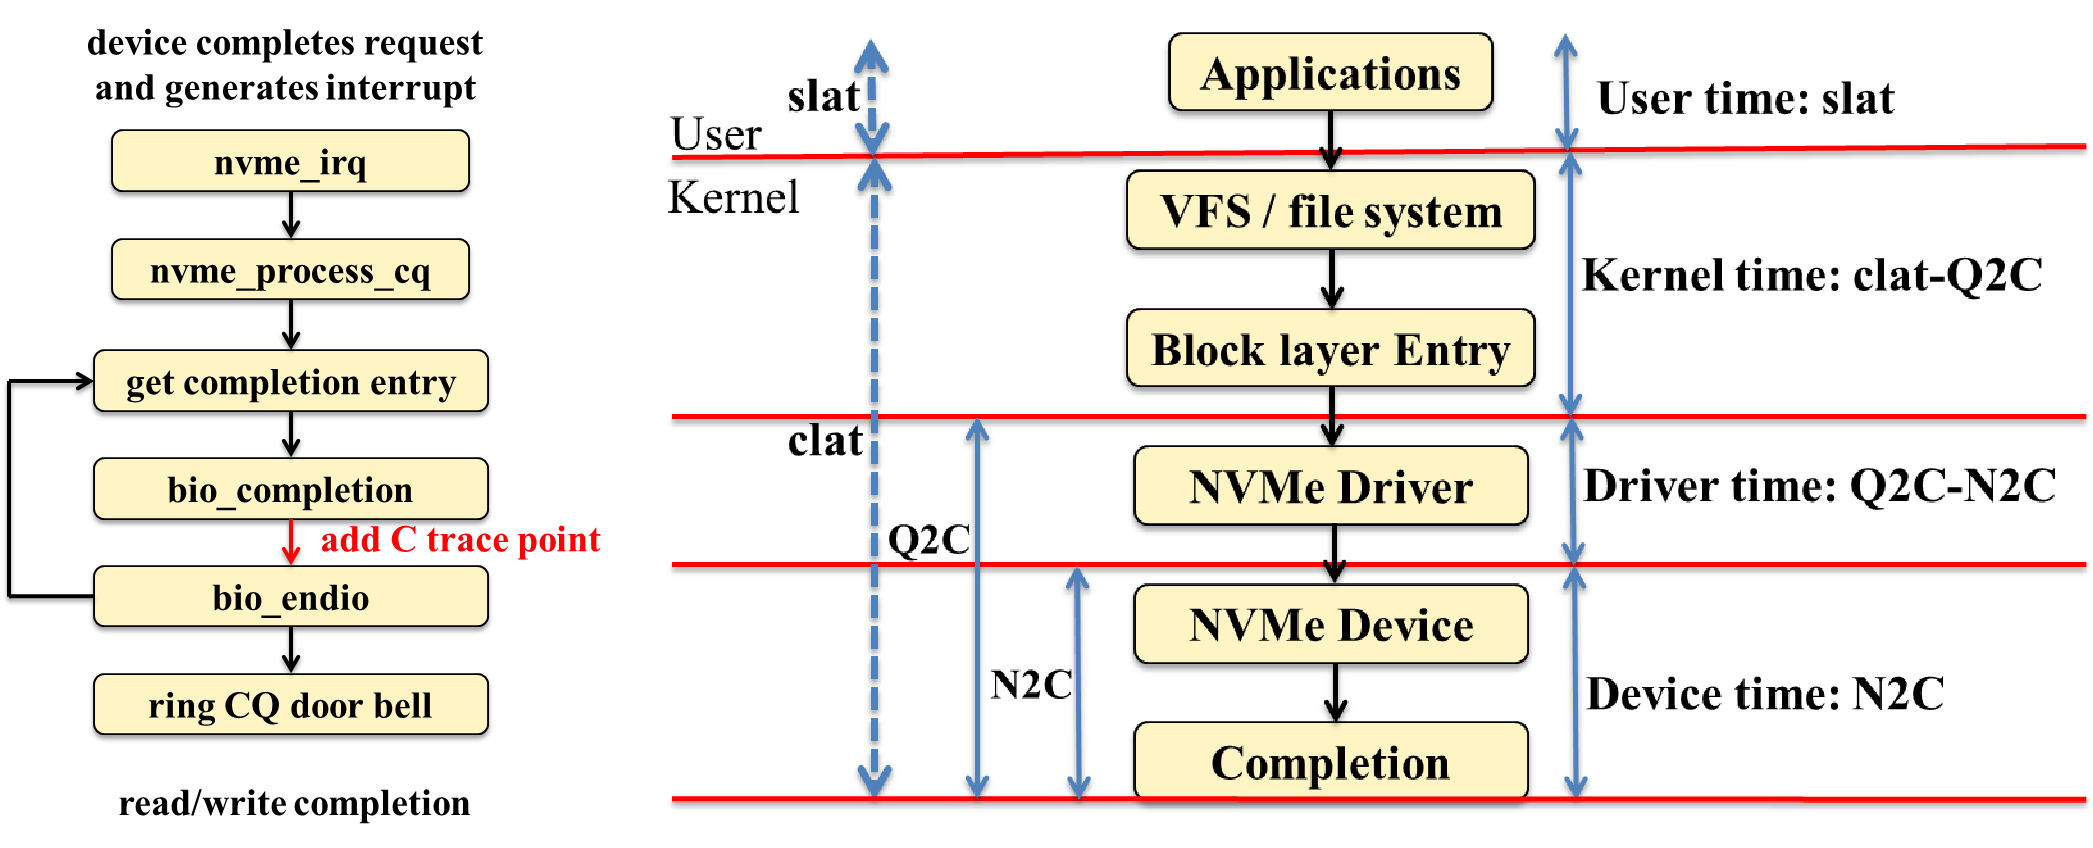 device completes request
and generates interrupt
nvme_irq
nvme_process_cq
get completion entry
bio_completion
add C trace point
bio_endio
ring CQ door bell
read/write completion
slat
User
Kernel
clat
Q2C
N2C
Applications
VFS / file system
Block layer Entry
NVMe Driver
NVMe Device
Completion
User time: slat
Kernel time: clat-Q2C
Driver time: Q2C-N2C
Device time: N2C